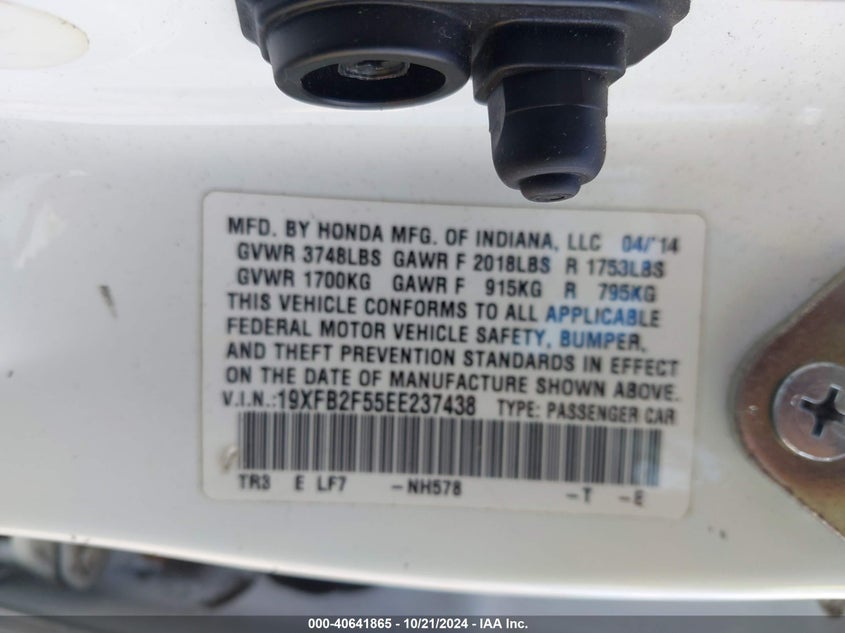 MFD. BY HONDA MFG. OF INDIANA, LLC 04/14
GVWR 3748LBS GAWR F 2018LBS R 1753LBS
GVWR 1700KG GAWR F 915KG R 795KG
THIS VEHICLE CONFORMS TO ALL APPLICABLE
FEDERAL MOTOR VEHICLE SAFETY, BUMPER,
AND THEFT PREVENTION STANDARDS IN EFFECT
ON THE DATE OF MANUFACTURE SHOWN ABOVE.
V.I.N.:19XFB2F55EE237438 TYPE: PASSENGER CAR
TR3 E LF7 -NH578 -T -E
000-40641865 | 10/21/2024 | IAA Inc.